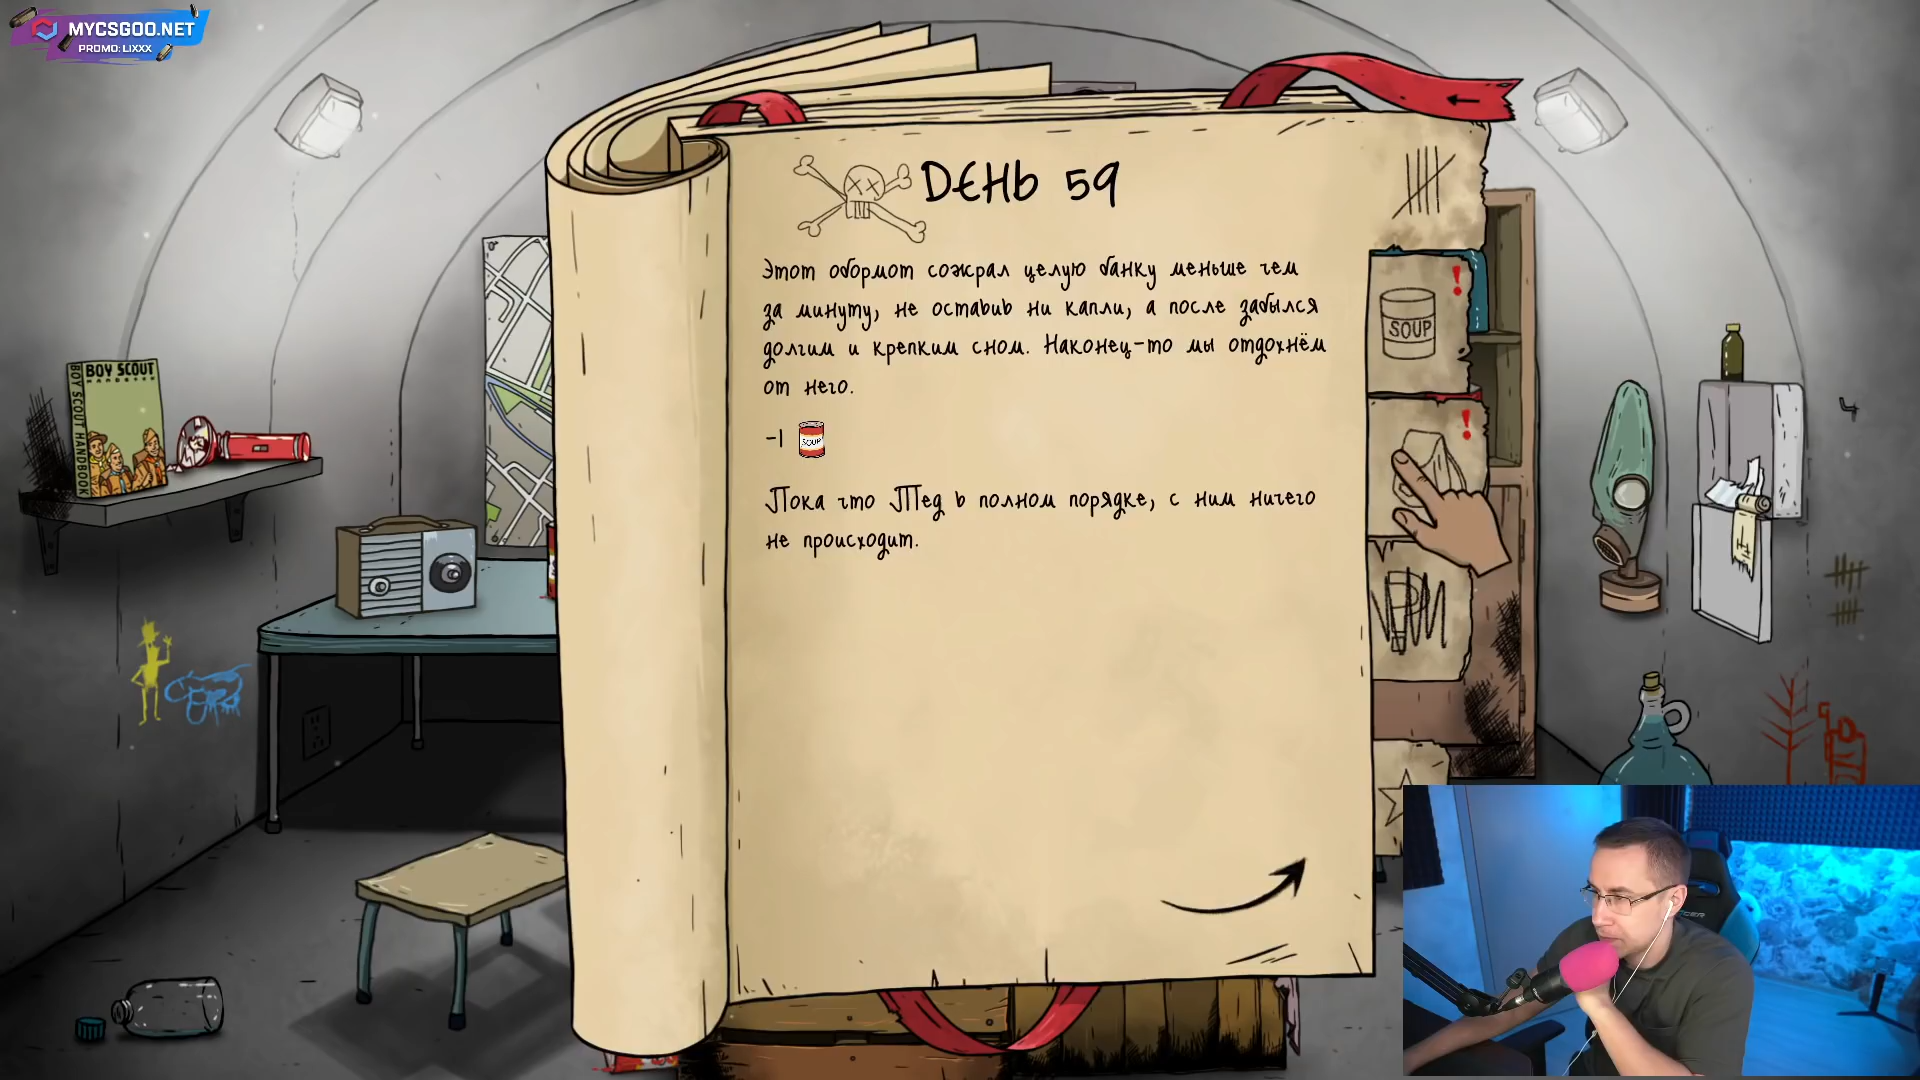 MYCSGOO.NET
PROMO: LIXXX
ДЕНЬ 59
Этот обормот сожрал целую банку меньше чем
за минуту, не оставив ни капли, а после забылся
долгим и крепким сном. Наконец-то мы отдохнём
от него.
-1 SOUP
Пока что Тед в полном порядке, с ним ничего
не происходит.
SOUP
BOY SCOUT
HANDBOOK
BOY SCOUT HANDBOOK